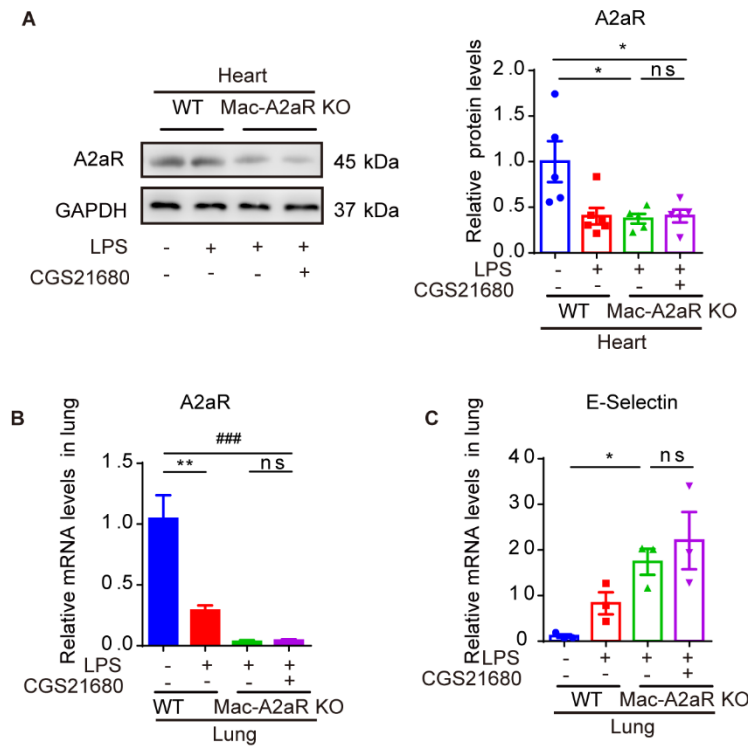 A
Heart
WT Mac-A2aR KO
A2aR 45 kDa
GAPDH 37 kDa
LPS - + + +
CGS21680 - - - +
A2aR
*
* ns
Relative protein levels
2.0
1.5
1.0
0.5
0.0
LPS - + + +
CGS21680 - - - +
WT Mac-A2aR KO
Heart
B
A2aR
###
** ns
Relative mRNA levels in lung
1.5
1.0
0.5
0.0
LPS - + + +
CGS21680 - - - +
WT Mac-A2aR KO
Lung
C
E-Selectin
* ns
Relative mRNA levels in lung
40
30
20
10
0
LPS - + + +
CGS21680 - - - +
WT Mac-A2aR KO
Lung